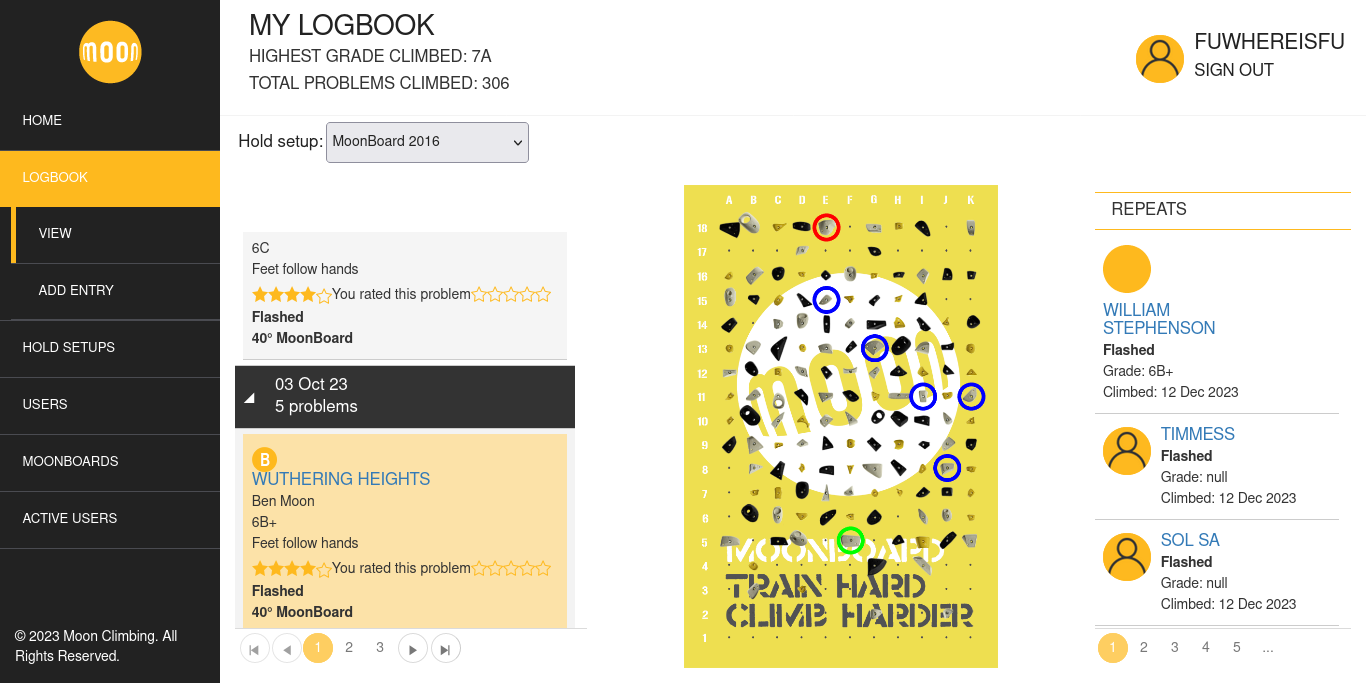 moon
HOME
LOGBOOK
VIEW
ADD ENTRY
HOLD SETUPS
USERS
MOONBOARDS
ACTIVE USERS
© 2023 Moon Climbing. All
Rights Reserved.
MY LOGBOOK
HIGHEST GRADE CLIMBED: 7A
TOTAL PROBLEMS CLIMBED: 306
FUWHEREISFU
SIGN OUT
Hold setup: MoonBoard 2016
6C
Feet follow hands
You rated this problem
Flashed
40° MoonBoard
03 Oct 23
5 problems
B
WUTHERING HEIGHTS
Ben Moon
6B+
Feet follow hands
You rated this problem
Flashed
40° MoonBoard
1 2 3
A B C D E F G H I J K
18
17
16
15
14
13
12
11
10
9
8
7
6
5
4
3
2
1
moon
MOONBOARD
TRAIN HARD
CLIMB HARDER
REPEATS
WILLIAM
STEPHENSON
Flashed
Grade: 6B+
Climbed: 12 Dec 2023
TIMMESS
Flashed
Grade: null
Climbed: 12 Dec 2023
SOL SA
Flashed
Grade: null
Climbed: 12 Dec 2023
1 2 3 4 5 ...